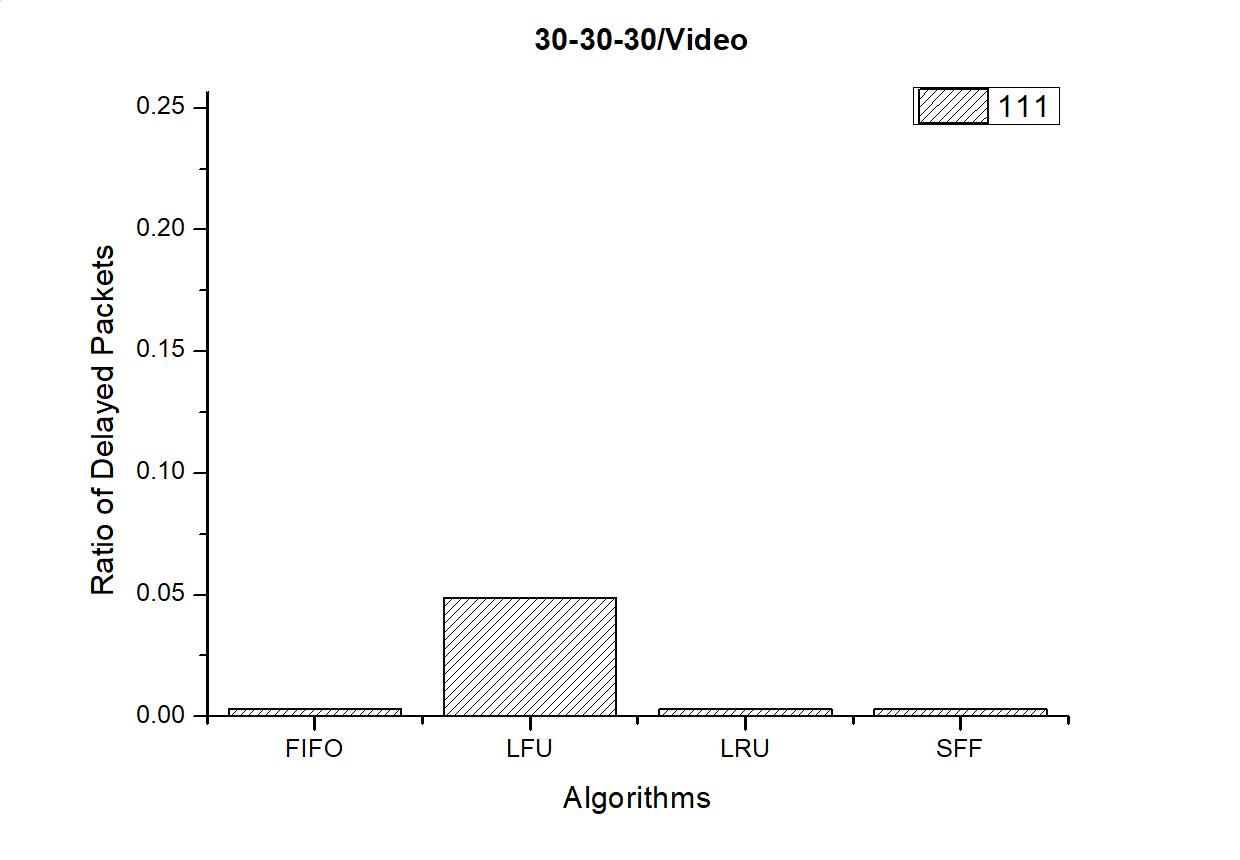 30-30-30/Video
111
Ratio of Delayed Packets
0.25
0.20
0.15
0.10
0.05
0.00
FIFO LFU LRU SFF
Algorithms